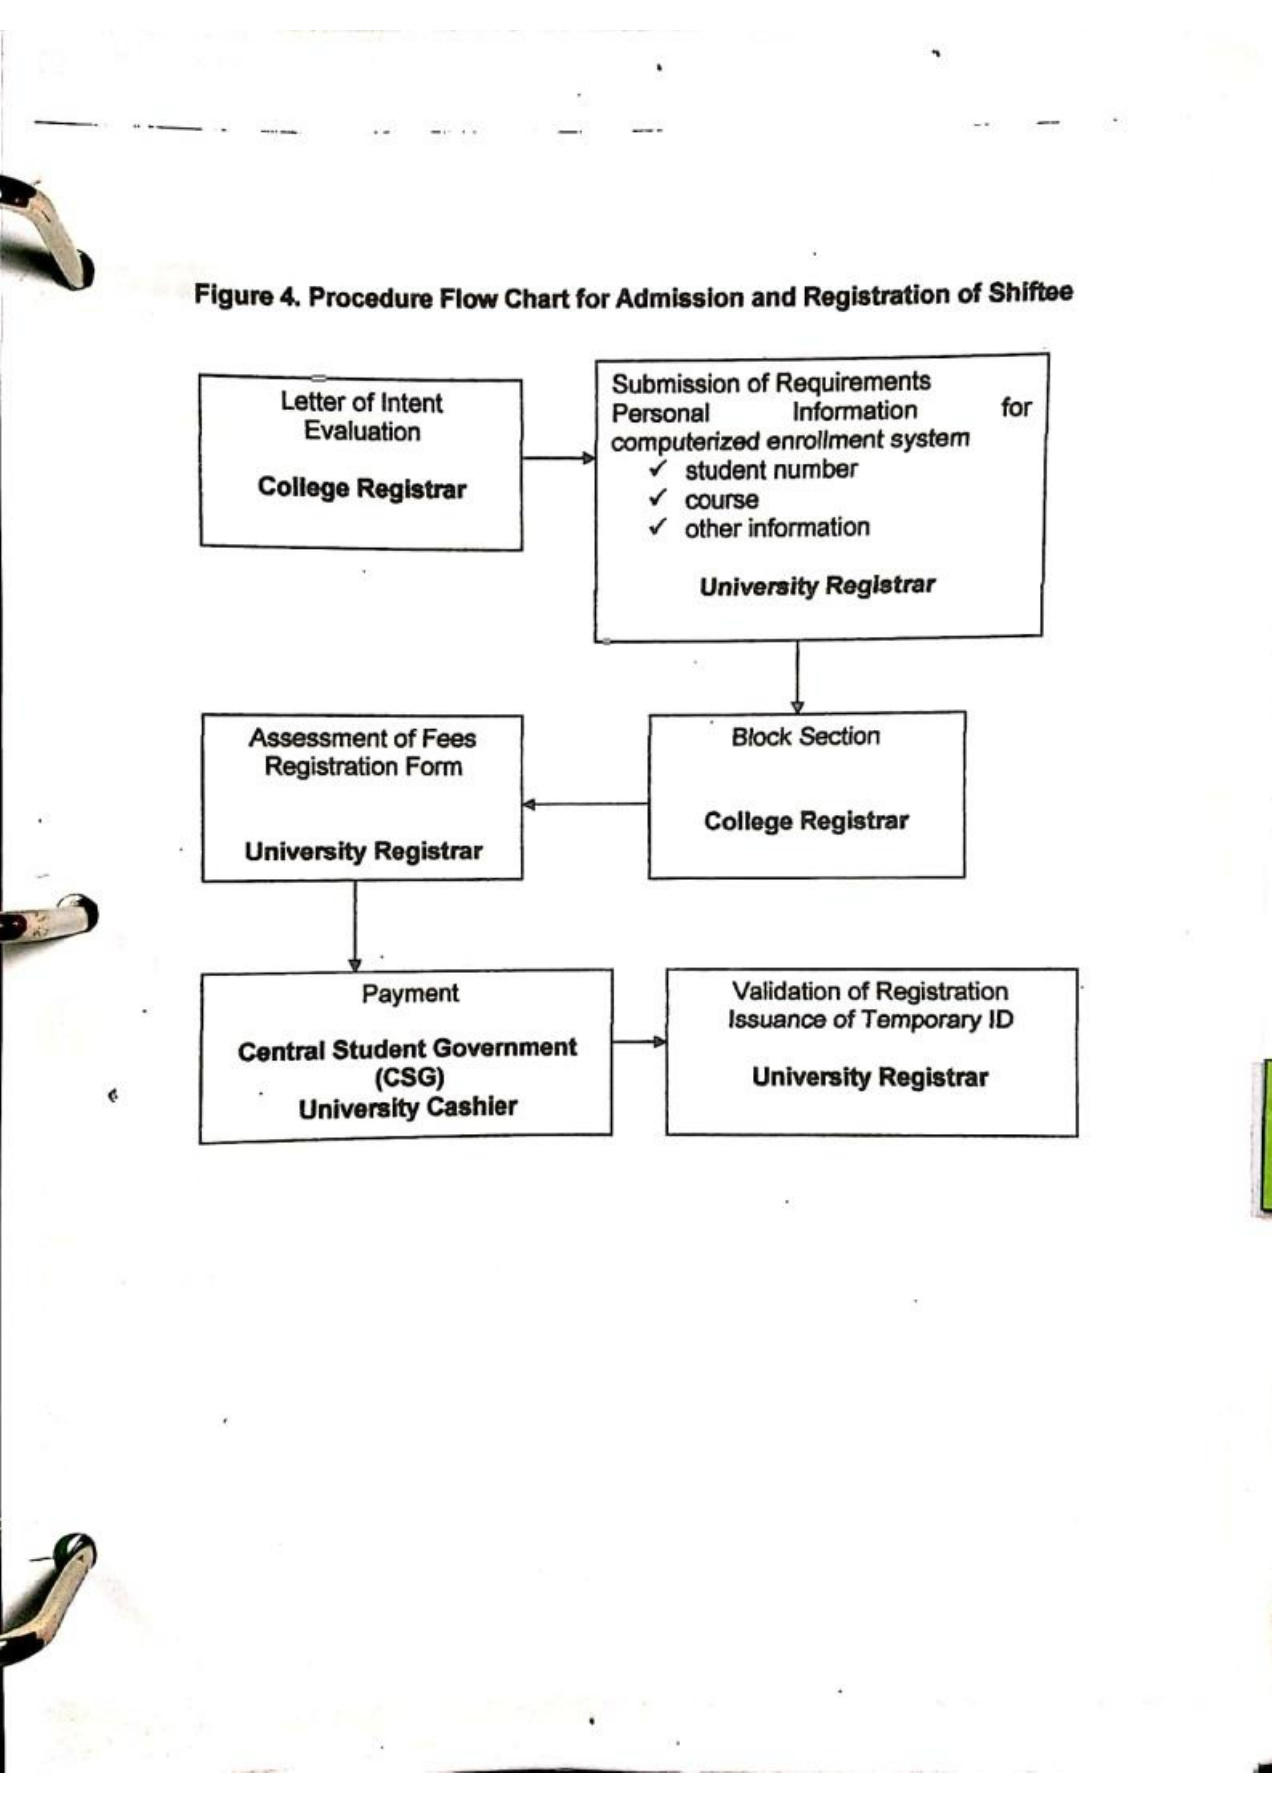 Figure 4. Procedure Flow Chart for Admission and Registration of Shiftee
Letter of Intent
Evaluation
College Registrar
Submission of Requirements
Personal Information for
computerized enrollment system
✓ student number
✓ course
✓ other information
University Registrar
Block Section
College Registrar
Assessment of Fees
Registration Form
University Registrar
Payment
Central Student Government
(CSG)
University Cashier
Validation of Registration
Issuance of Temporary ID
University Registrar